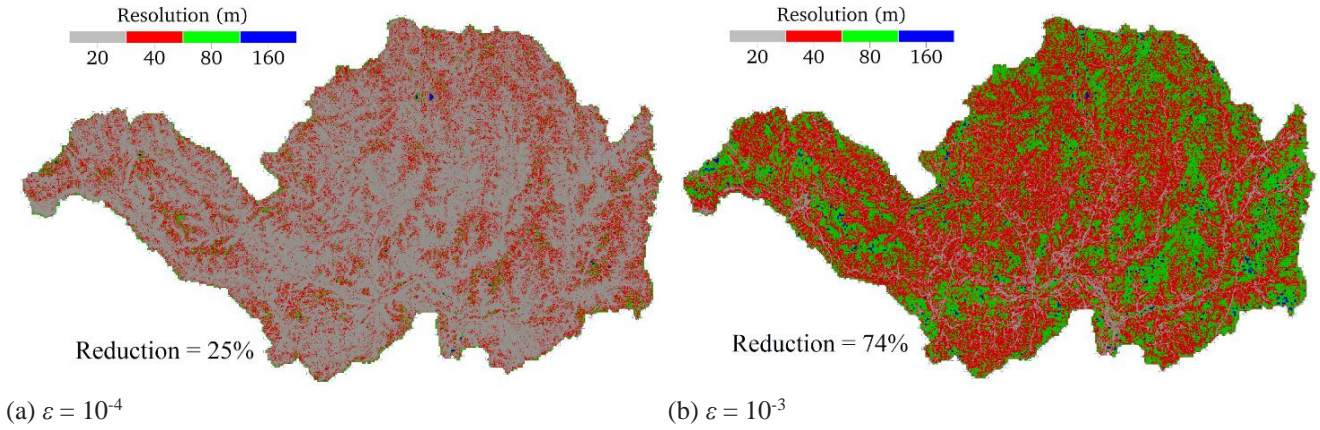 Resolution (m)
20 40 80 160
Reduction = 25%
(a) ε = 10⁻⁴
Resolution (m)
20 40 80 160
Reduction = 74%
(b) ε = 10⁻³